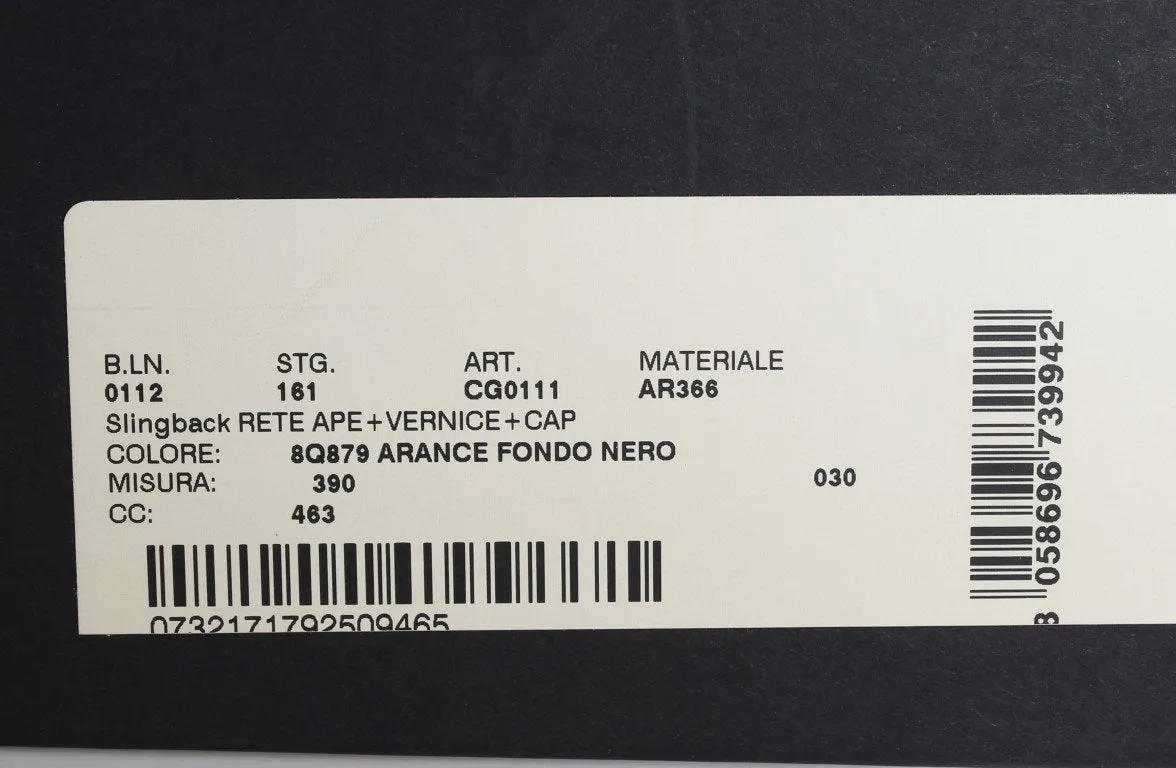 B.LN. STG. ART. MATERIALE
0112 161 CG0111 AR366
Slingback RETE APE+VERNICE+CAP
COLORE: 8Q879 ARANCE FONDO NERO
MISURA: 390 030
CC: 463
0732171792509465
8 058696 739942